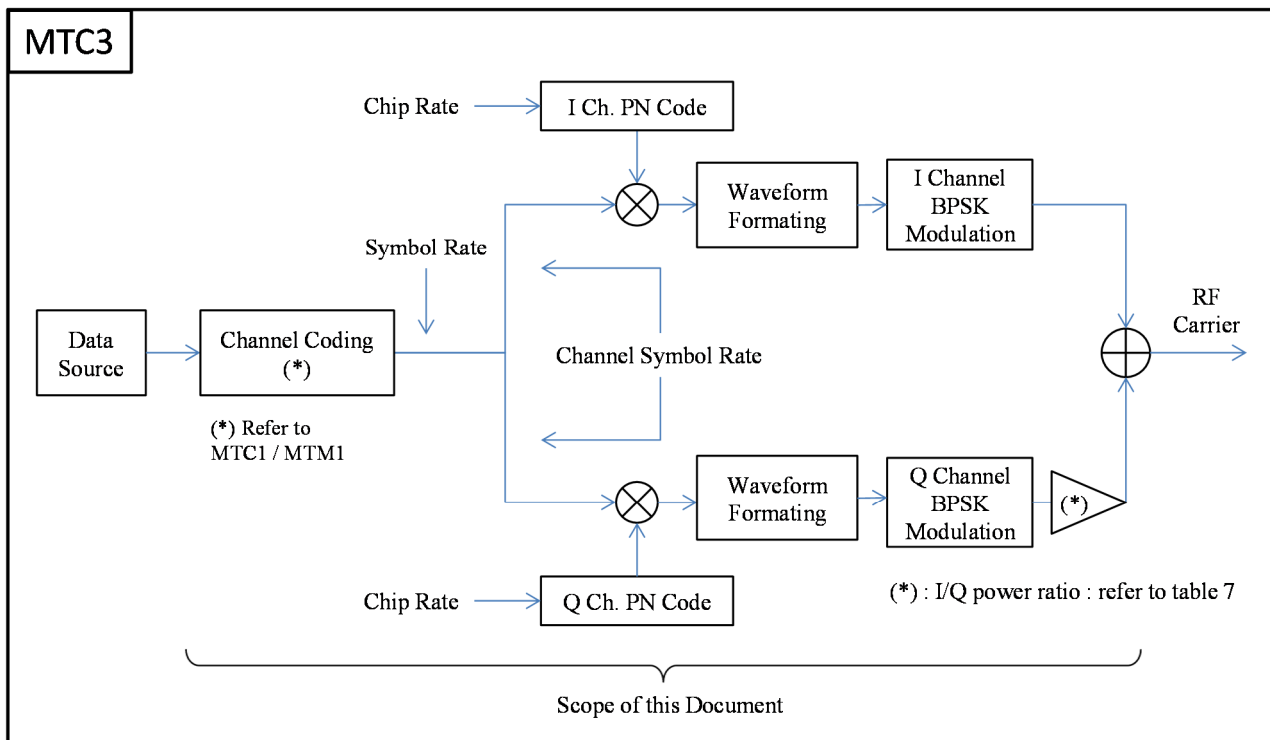 MTC3
Chip Rate
I Ch. PN Code
Waveform
Formating
I Channel
BPSK
Modulation
Symbol Rate
RF
Carrier
Data
Source
Channel Coding
(*)
Channel Symbol Rate
(*) Refer to
MTC1 / MTM1
Waveform
Formating
Q Channel
BPSK
Modulation
(*)
Chip Rate
Q Ch. PN Code
(*) : I/Q power ratio : refer to table 7
Scope of this Document